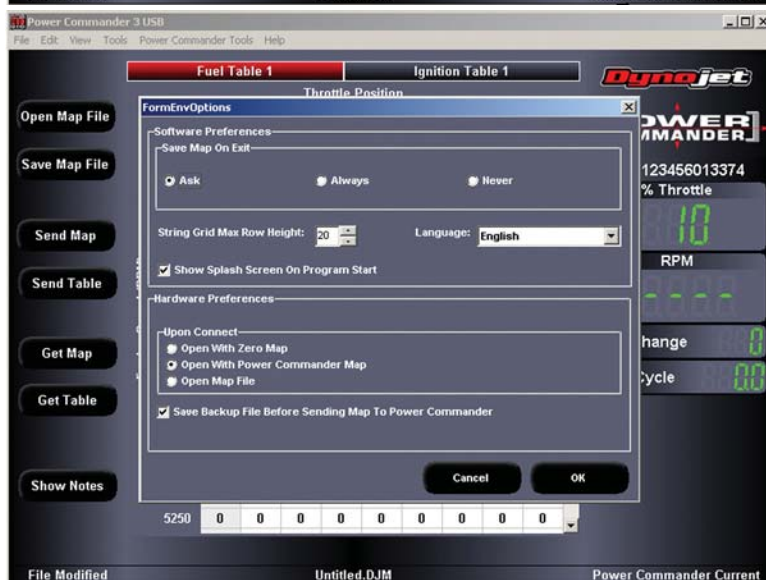 Power Commander 3 USB
File Edit View Tools Power Commander Tools Help
Fuel Table 1 Ignition Table 1
Dynojet
Throttle Position
FormEnvOptions
Open Map File
Software Preferences
Save Map On Exit
MMANDER
Save Map File
123456013374
Ask Always Never
% Throttle
10
Send Map
String Grid Max Row Height: 20 Language: English
RPM
Show Splash Screen On Program Start
Send Table
Hardware Preferences
- - - -
Upon Connect
Open With Zero Map
hange 0
Get Map
Open With Power Commander Map
Open Map File
ycle 0.0
Get Table
Save Backup File Before Sending Map To Power Commander
Cancel OK
Show Notes
5250 0 0 0 0 0 0 0 0 0
File Modified Untitled.DJM Power Commander Current